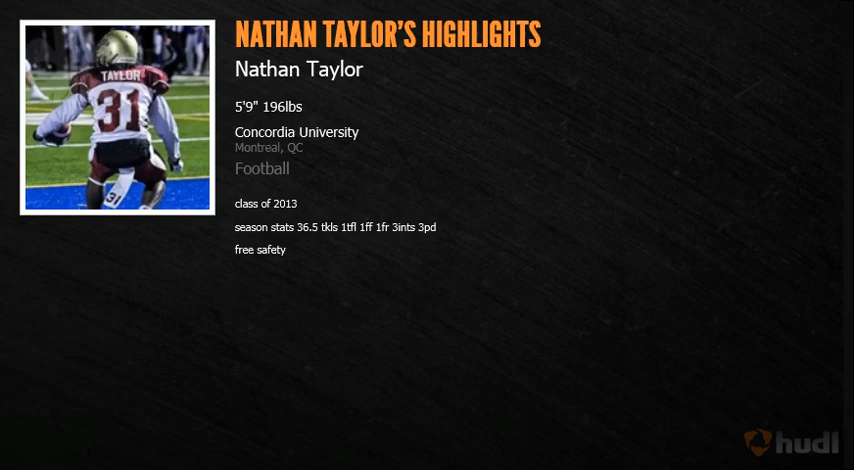 NATHAN TAYLOR'S HIGHLIGHTS
Nathan Taylor
5'9" 196lbs
Concordia University
Montreal, QC
Football
class of 2013
season stats 36.5 tkls 1tfl 1ff 1fr 3ints 3pd
free safety
TAYLOR
31
31
hudl